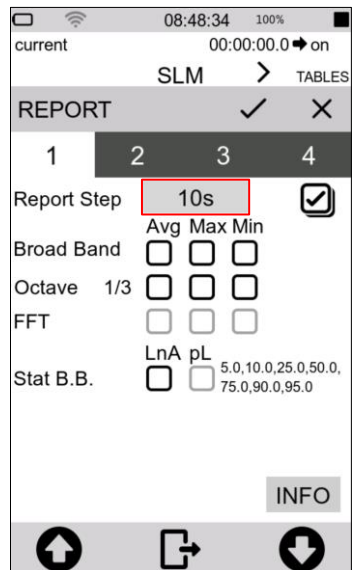 08:48:34 100%
current 00:00:00.0 on
SLM > TABLES
REPORT
1 2 3 4
Report Step 10s
Avg Max Min
Broad Band
Octave 1/3
FFT
LnA pL
Stat B.B. 5.0,10.0,25.0,50.0,
75.0,90.0,95.0
INFO